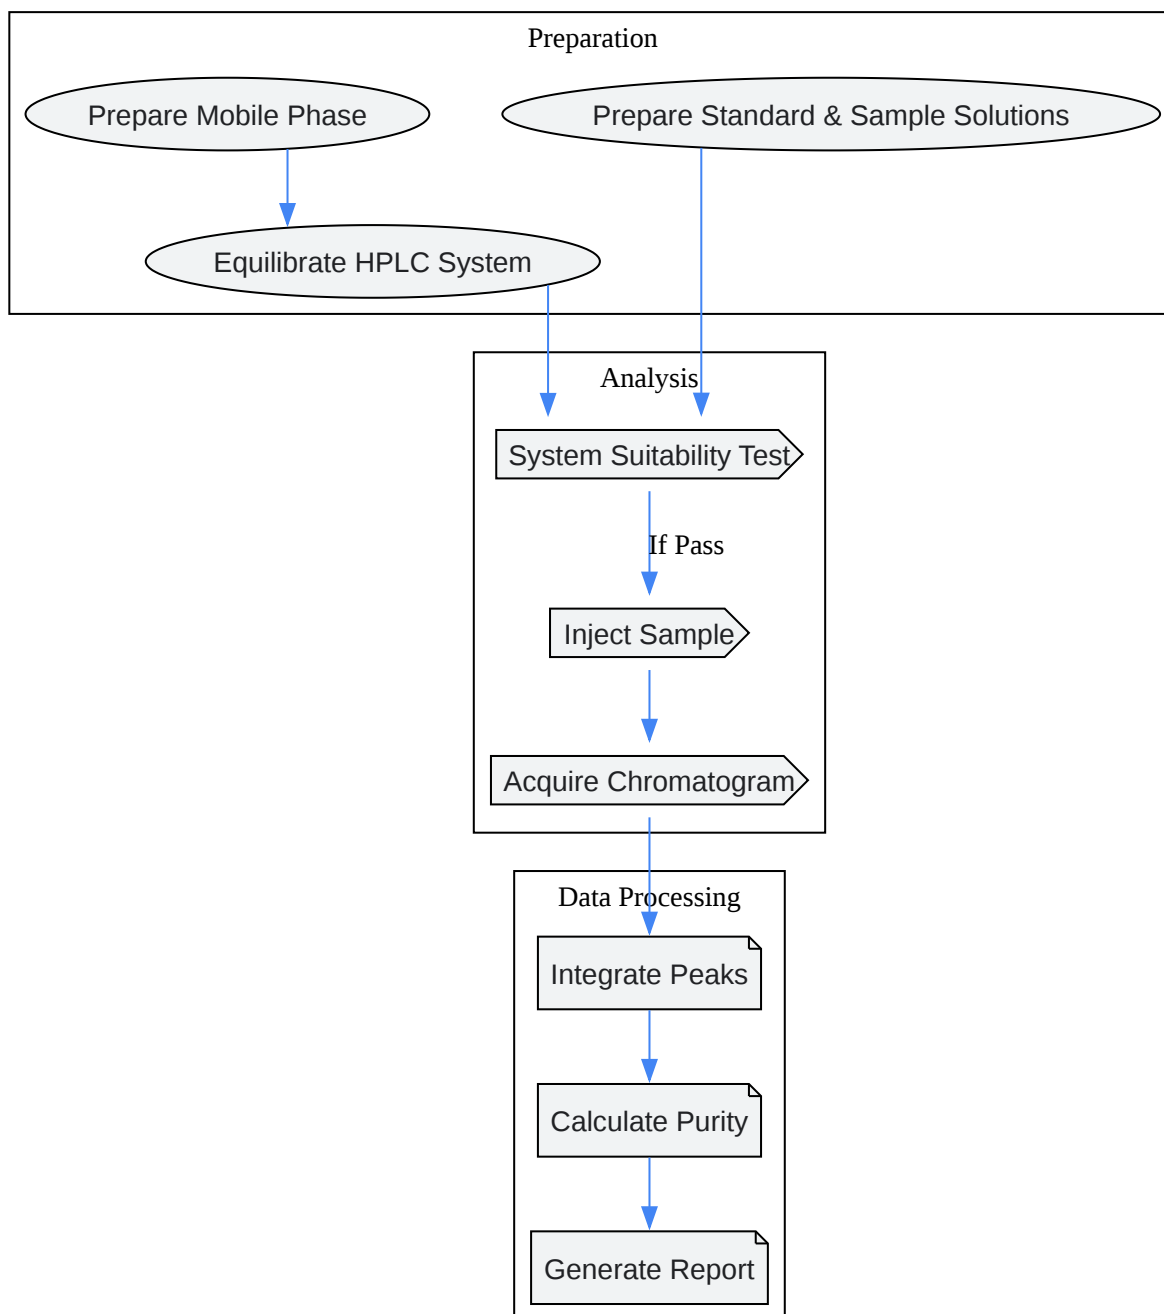 Preparation
Prepare Mobile Phase
Prepare Standard & Sample Solutions
Equilibrate HPLC System
Analysis
System Suitability Test
If Pass
Inject Sample
Acquire Chromatogram
Data Processing
Integrate Peaks
Calculate Purity
Generate Report